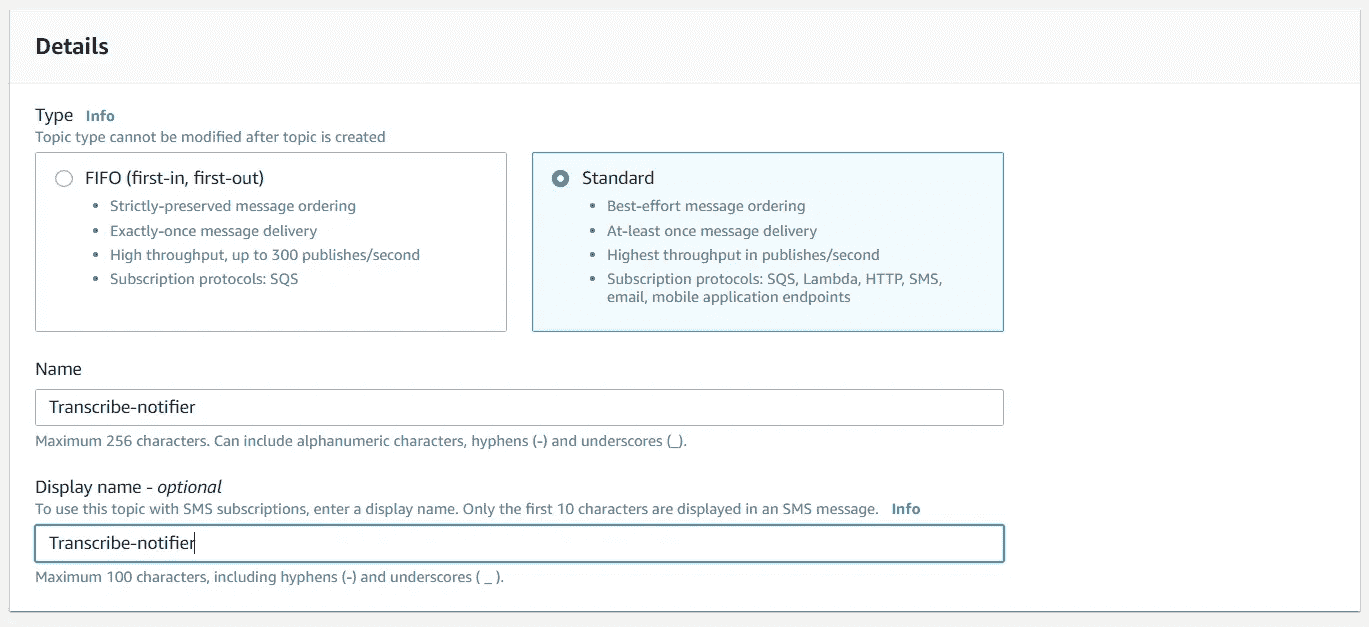 Details
Type Info
Topic type cannot be modified after topic is created
FIFO (first-in, first-out)
• Strictly-preserved message ordering
• Exactly-once message delivery
• High throughput, up to 300 publishes/second
• Subscription protocols: SQS
Standard
• Best-effort message ordering
• At-least once message delivery
• Highest throughput in publishes/second
• Subscription protocols: SQS, Lambda, HTTP, SMS,
email, mobile application endpoints
Name
Transcribe-notifier
Maximum 256 characters. Can include alphanumeric characters, hyphens (-) and underscores (_).
Display name - optional
To use this topic with SMS subscriptions, enter a display name. Only the first 10 characters are displayed in an SMS message. Info
Transcribe-notifier
Maximum 100 characters, including hyphens (-) and underscores ( _ ).